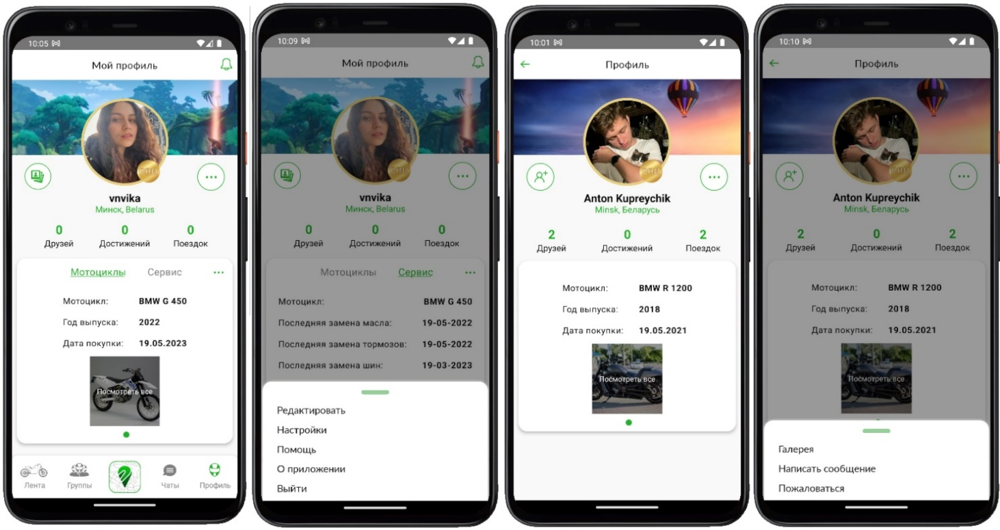 10:05
Мой профиль
PRO
vnvika
Минск, Belarus
0 0 0
Друзей Достижений Поездок
Мотоциклы Сервис
Мотоцикл: BMW G 450
Год выпуска: 2022
Дата покупки: 19.05.2023
Посмотреть все
Лента Группы Чаты Профиль
10:09
Мой профиль
PRO
vnvika
Минск, Belarus
0 0 0
Друзей Достижений Поездок
Мотоциклы Сервис
Мотоцикл: BMW G 450
Последняя замена масла: 19-05-2022
Последняя замена тормозов: 19-05-2022
Последняя замена шин: 19-03-2023
Редактировать
Настройки
Помощь
О приложении
Выйти
10:01
Профиль
PRO
Anton Kupreychik
Minsk, Беларусь
2 0 2
Друзей Достижений Поездок
Мотоцикл: BMW R 1200
Год выпуска: 2018
Дата покупки: 19.05.2021
Посмотреть все
10:10
Профиль
PRO
Anton Kupreychik
Minsk, Беларусь
2 0 2
Друзей Достижений Поездок
Мотоцикл: BMW R 1200
Год выпуска: 2018
Дата покупки: 19.05.2021
Посмотреть все
Галерея
Написать сообщение
Пожаловаться